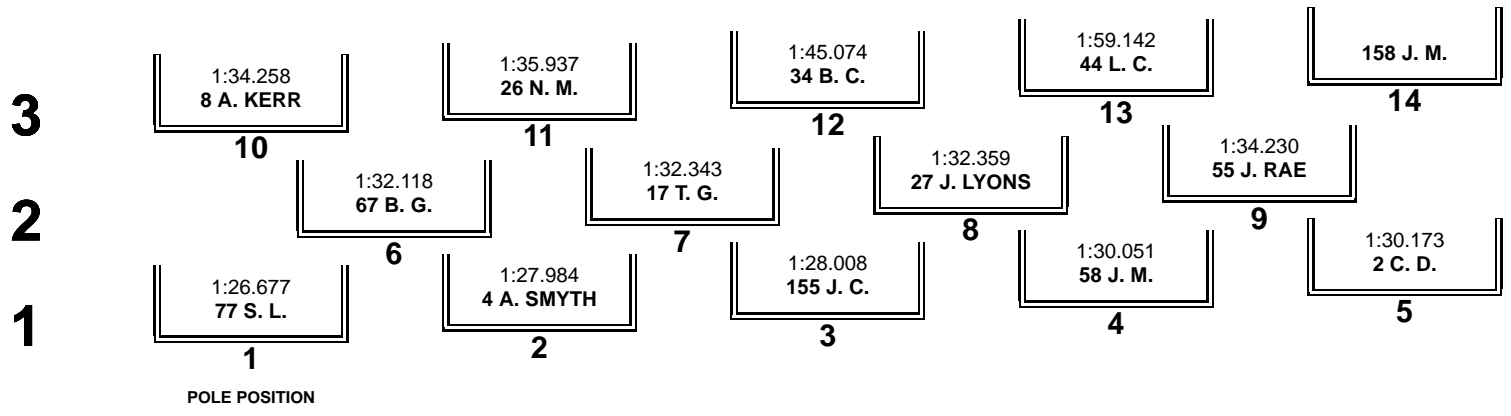 3
1:34.258
8 A. KERR
10
1:35.937
26 N. M.
11
1:45.074
34 B. C.
12
1:59.142
44 L. C.
13
158 J. M.
14
2
1:32.118
67 B. G.
6
1:32.343
17 T. G.
7
1:32.359
27 J. LYONS
8
1:34.230
55 J. RAE
9
1
1:26.677
77 S. L.
1
1:27.984
4 A. SMYTH
2
1:28.008
155 J. C.
3
1:30.051
58 J. M.
4
1:30.173
2 C. D.
5
POLE POSITION